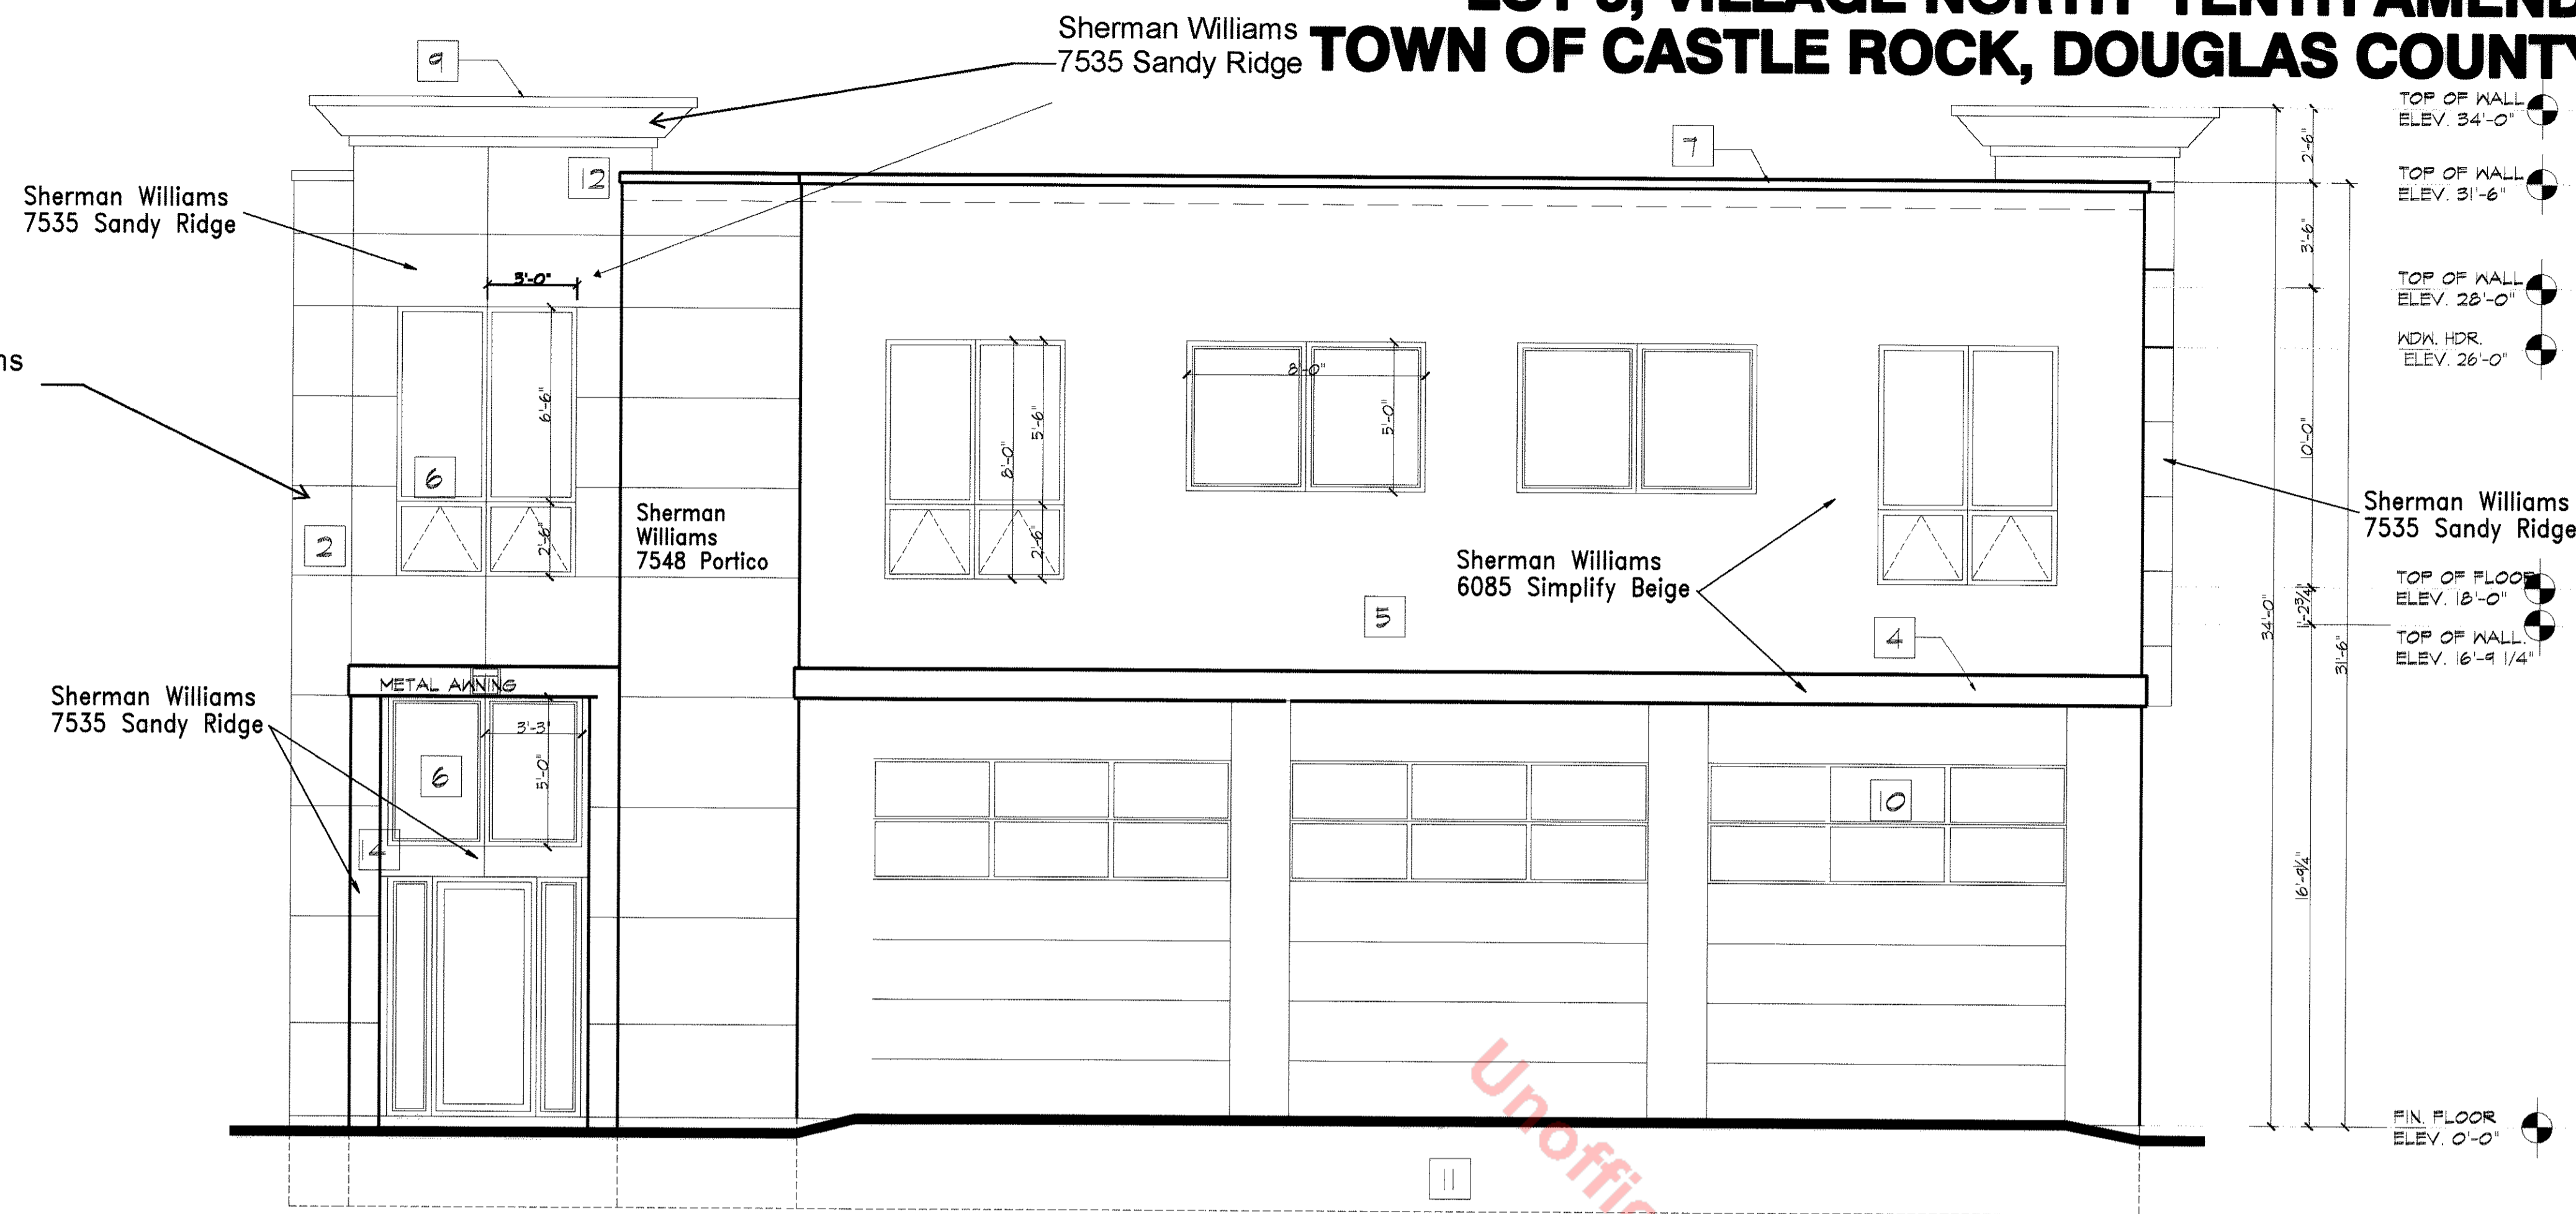 TOWN OF CASTLE ROCK, DOUGLAS COUNTY
Sherman Williams
7535 Sandy Ridge
9
TOP OF WALL
ELEV. 34'-0"
7
2'-6"
12
TOP OF WALL
ELEV. 31'-6"
Sherman Williams
7535 Sandy Ridge
3'-6"
3'-0"
TOP OF WALL
ELEV. 28'-0"
WDW. HDR.
ELEV. 26'-0"
8'-0"
6'-6"
8'-0"
5'-6"
5'-0"
10'-0"
6
Sherman
Williams
7548 Portico
Sherman Williams
7535 Sandy Ridge
2
2'-6"
2'-6"
Sherman Williams
6085 Simplify Beige
TOP OF FLOOR
ELEV. 18'-0"
5
4
34'-0"
1'-2 3/4"
31'-6"
TOP OF WALL.
ELEV. 16'-9 1/4"
METAL AWNING
Sherman Williams
7535 Sandy Ridge
3'-3"
6
5'-0"
10
14
16'-9 1/4"
FIN. FLOOR
ELEV. 0'-0"
11